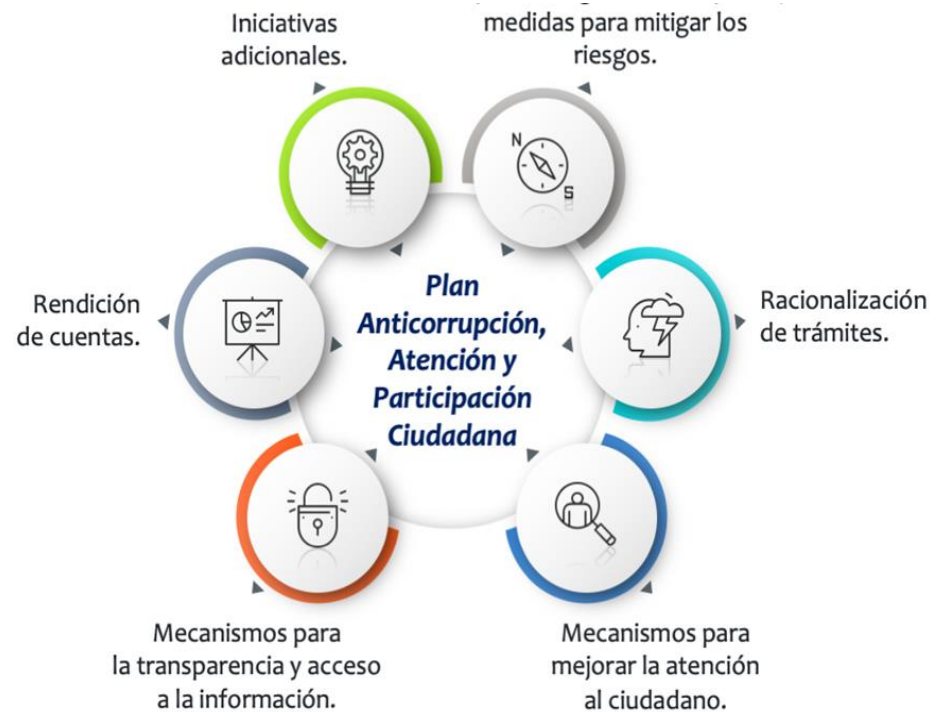 Iniciativas
adicionales.
medidas para mitigar los
riesgos.
N
S
Rendición
de cuentas.
Plan
Anticorrupción,
Atención y
Participación
Ciudadana
Racionalización
de trámites.
Mecanismos para
la transparencia y acceso
a la información.
Mecanismos para
mejorar la atención
al ciudadano.